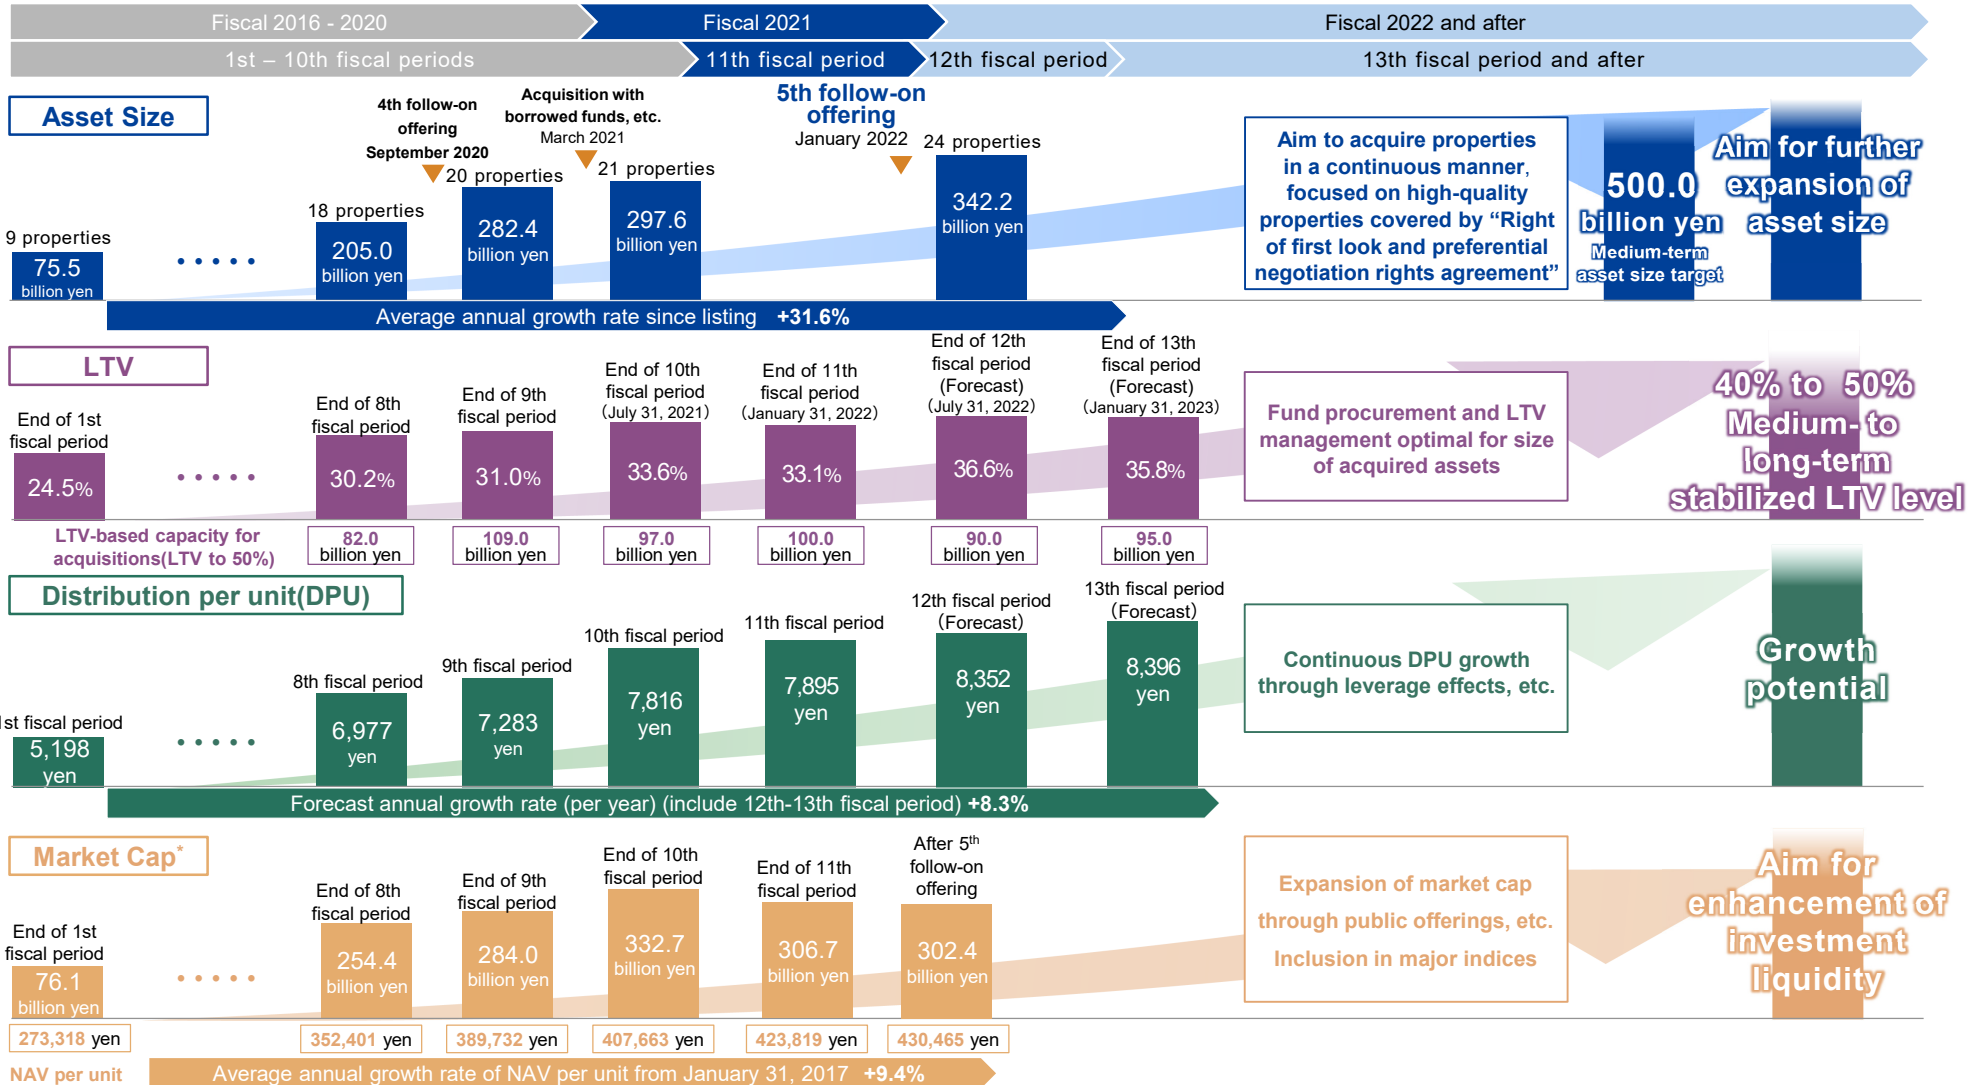 Fiscal 2016 - 2020
Fiscal 2021
Fiscal 2022 and after
1st – 10th fiscal periods
11th fiscal period
12th fiscal period
13th fiscal period and after
Asset Size
9 properties
75.5
billion yen
18 properties
205.0
billion yen
4th follow-on
offering
September 2020
20 properties
282.4
billion yen
Acquisition with
borrowed funds, etc.
March 2021
21 properties
297.6
billion yen
5th follow-on
offering
January 2022
24 properties
342.2
billion yen
Aim to acquire properties
in a continuous manner,
focused on high-quality
properties covered by “Right
of first look and preferential
negotiation rights agreement”
500.0
billion yen
Medium-term
asset size target
Aim for further
expansion of
asset size
Average annual growth rate since listing +31.6%
LTV
End of 1st
fiscal period
24.5%
End of 8th
fiscal period
30.2%
End of 9th
fiscal period
31.0%
End of 10th
fiscal period
(July 31, 2021)
33.6%
End of 11th
fiscal period
(January 31, 2022)
33.1%
End of 12th
fiscal period
(Forecast)
(July 31, 2022)
36.6%
End of 13th
fiscal period
(Forecast)
(January 31, 2023)
35.8%
Fund procurement and LTV
management optimal for size
of acquired assets
40% to 50%
Medium- to
long-term
stabilized LTV level
LTV-based capacity for
acquisitions(LTV to 50%)
82.0
billion yen
109.0
billion yen
97.0
billion yen
100.0
billion yen
90.0
billion yen
95.0
billion yen
Distribution per unit(DPU)
1st fiscal period
5,198
yen
8th fiscal period
6,977
yen
9th fiscal period
7,283
yen
10th fiscal period
7,816
yen
11th fiscal period
7,895
yen
12th fiscal period
(Forecast)
8,352
yen
13th fiscal period
(Forecast)
8,396
yen
Continuous DPU growth
through leverage effects, etc.
Growth
potential
Forecast annual growth rate (per year) (include 12th-13th fiscal period) +8.3%
Market Cap*
End of 1st
fiscal period
76.1
billion yen
End of 8th
fiscal period
254.4
billion yen
End of 9th
fiscal period
284.0
billion yen
End of 10th
fiscal period
332.7
billion yen
End of 11th
fiscal period
306.7
billion yen
After 5th
follow-on
offering
302.4
billion yen
Expansion of market cap
through public offerings, etc.
Inclusion in major indices
Aim for
enhancement of
investment
liquidity
273,318 yen
352,401 yen
389,732 yen
407,663 yen
423,819 yen
430,465 yen
NAV per unit
Average annual growth rate of NAV per unit from January 31, 2017 +9.4%